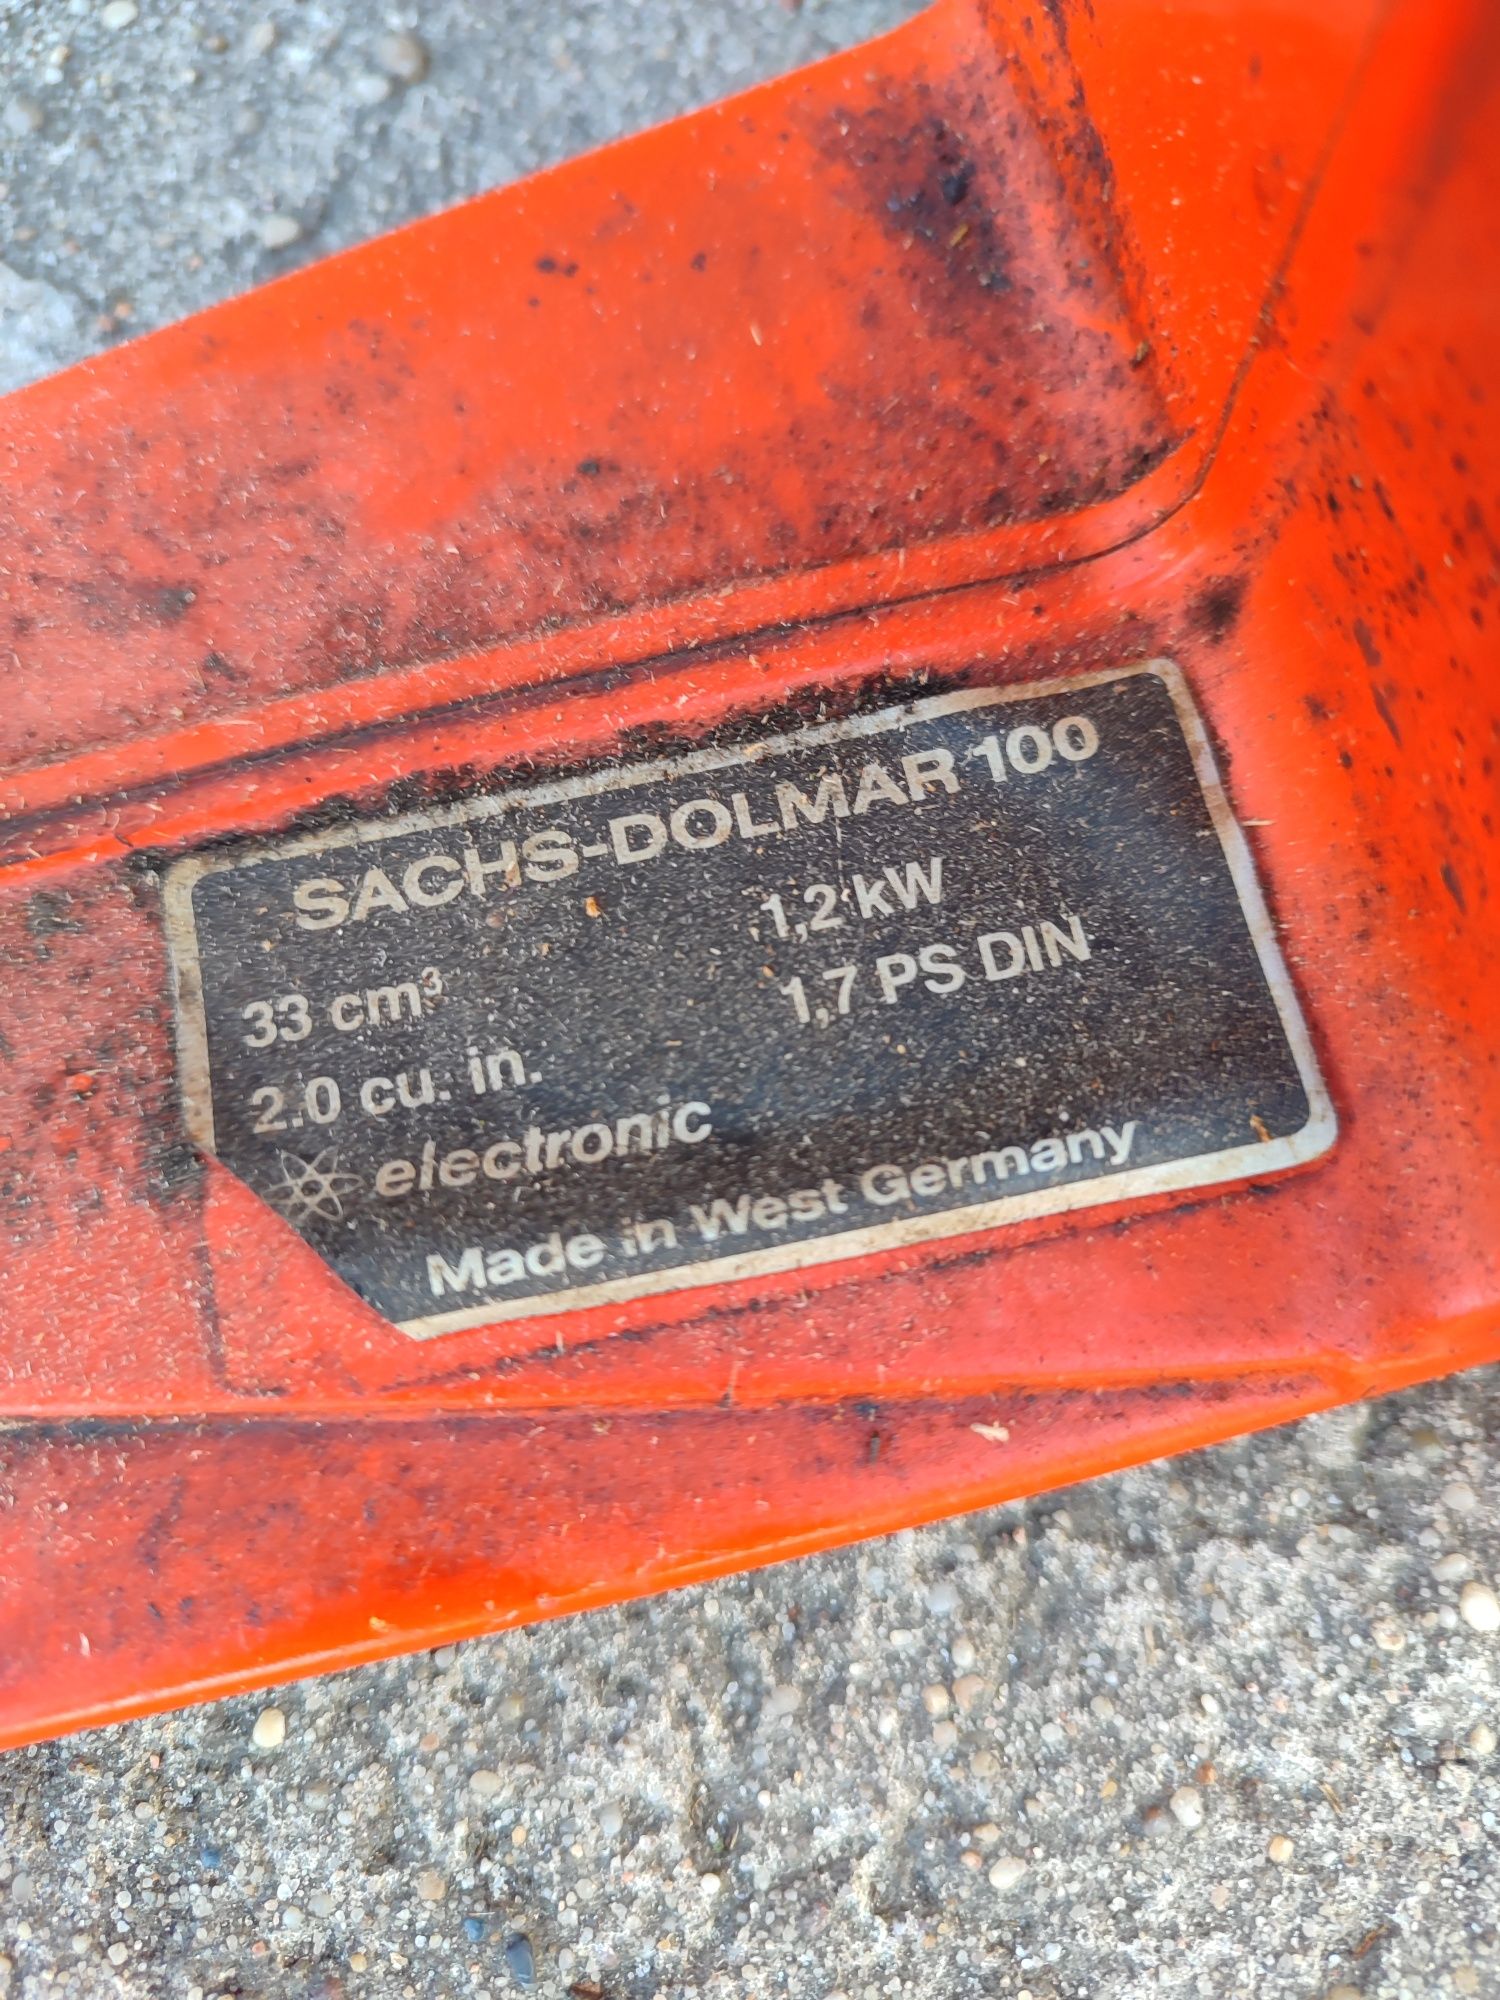 SACHS-DOLMAR 100
33 cm³ 1,2 kW
2.0 cu. in. 1,7 PS DIN
electronic
Made in West Germany